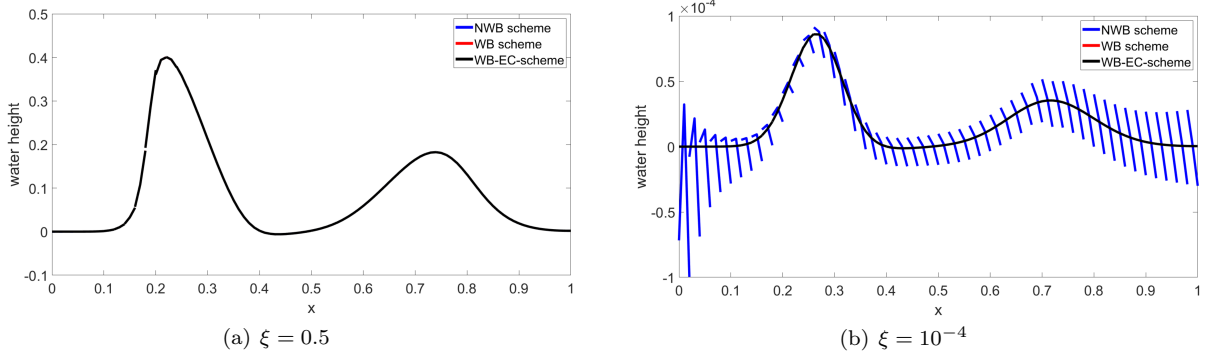 0.5
0.4
0.3
0.2
0.1
0
-0.1
water height
0 0.1 0.2 0.3 0.4 0.5 0.6 0.7 0.8 0.9 1
x
NWB scheme
WB scheme
WB-EC-scheme
(a) ξ = 0.5
×10⁻⁴
1
0.5
0
-0.5
-1
water height
0 0.1 0.2 0.3 0.4 0.5 0.6 0.7 0.8 0.9 1
x
NWB scheme
WB scheme
WB-EC-scheme
(b) ξ = 10⁻⁴